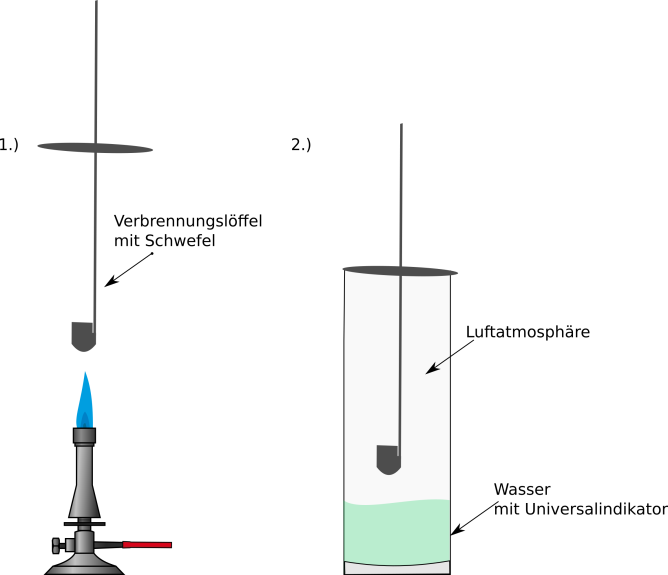 1.)
2.)
Verbrennungslöffel
mit Schwefel
Luftatmosphäre
Wasser
mit Universalindikator